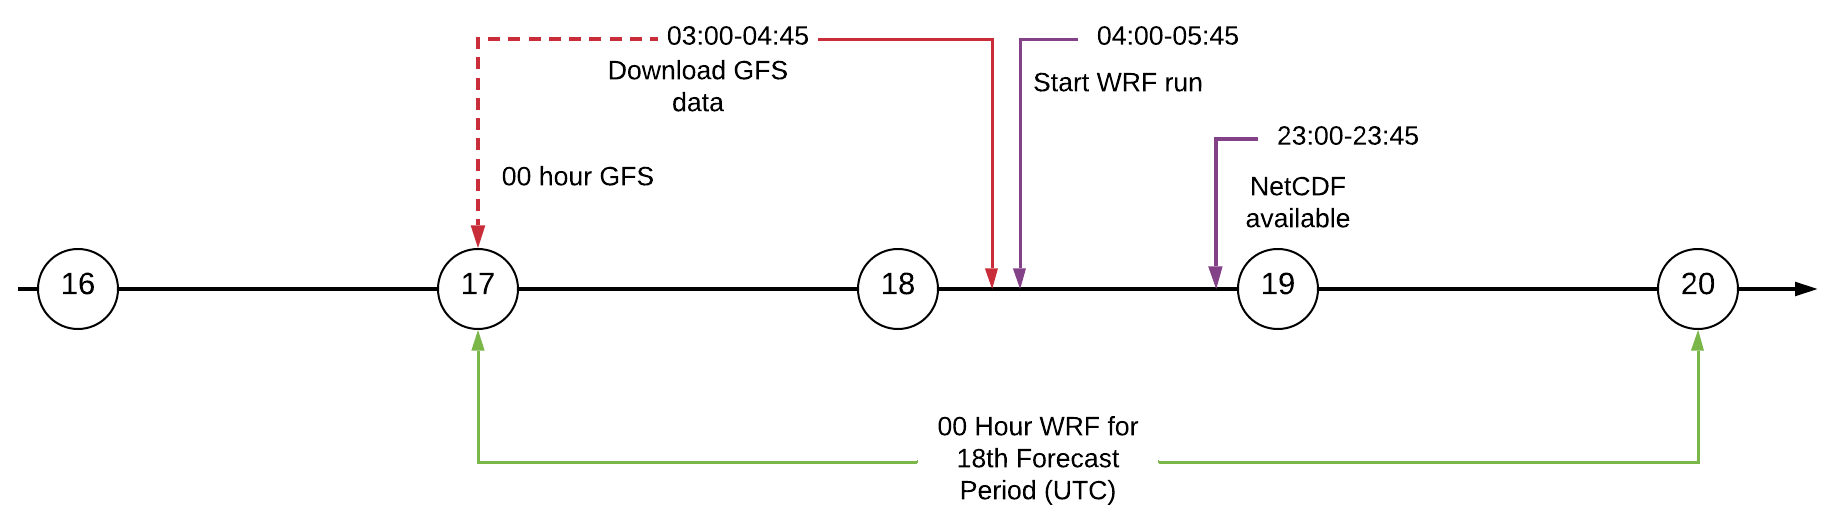 03:00-04:45
Download GFS
data
04:00-05:45
Start WRF run
23:00-23:45
NetCDF
available
00 hour GFS
16
17
18
19
20
00 Hour WRF for
18th Forecast
Period (UTC)